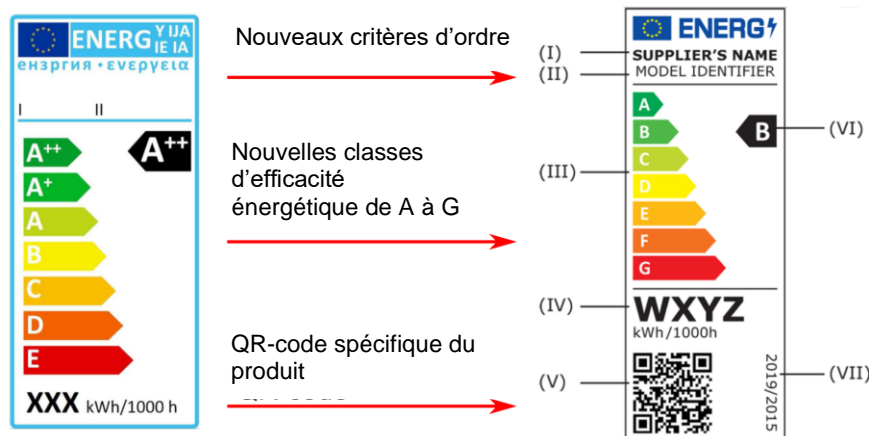 ENERG Y IJA
IE IA
енэргия · ενεργεια
I II
A++ A++
A+
A
B
C
D
E
XXX kWh/1000 h
Nouveaux critères d'ordre
Nouvelles classes
d'efficacité
énergétique de A à G
QR-code spécifique du
produit
ENERG
(I) SUPPLIER'S NAME
(II) MODEL IDENTIFIER
A
B B (VI)
C
(III)
D
E
F
G
(IV) WXYZ
kWh/1000h
(V)
2019/2015 (VII)